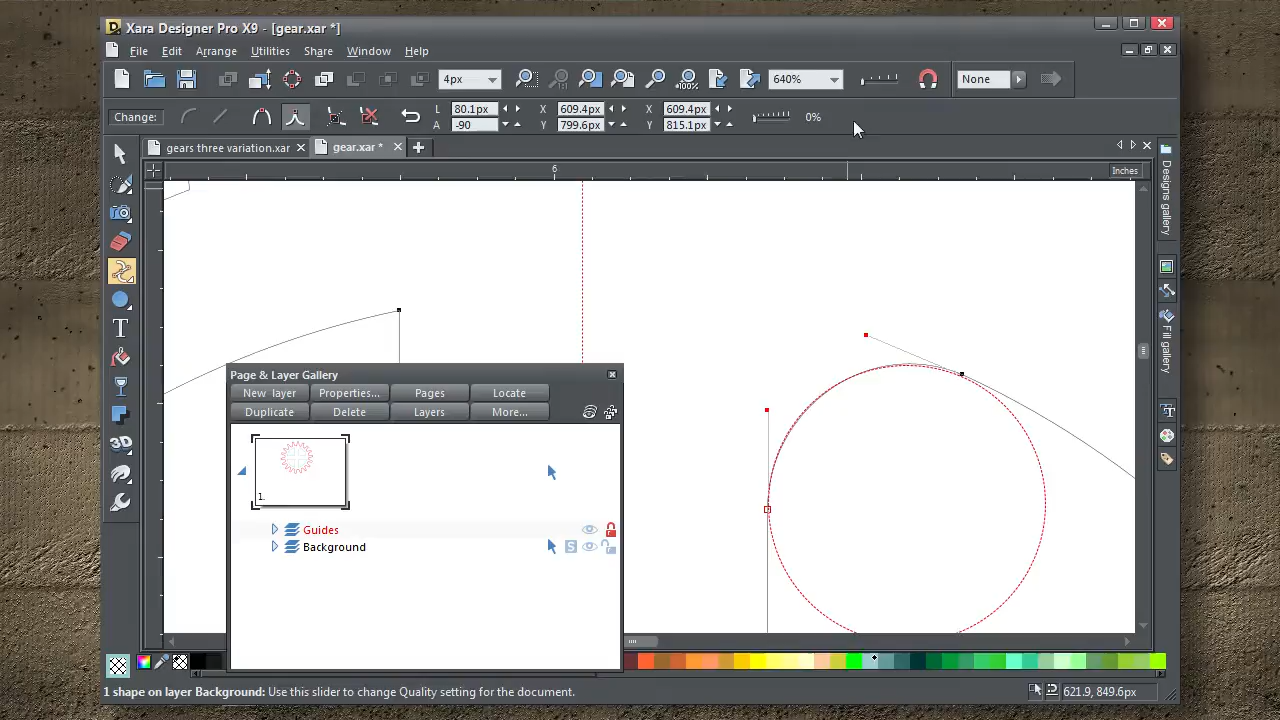 Xara Designer Pro X9 - [gear.xar *]
File Edit Arrange Utilities Share Window Help
4px 640% None
Change: L 80.1px X 609.4px X 609.4px 0%
A -90 Y 799.6px Y 815.1px
gears three variation.xar gear.xar *
6 Inches
Designs gallery
Fill gallery
T
3D
Page & Layer Gallery
New layer Properties... Pages Locate
Duplicate Delete Layers More...
1.
Guides
Background S
1 shape on layer Background: Use this slider to change Quality setting for the document. 621.9, 849.6px